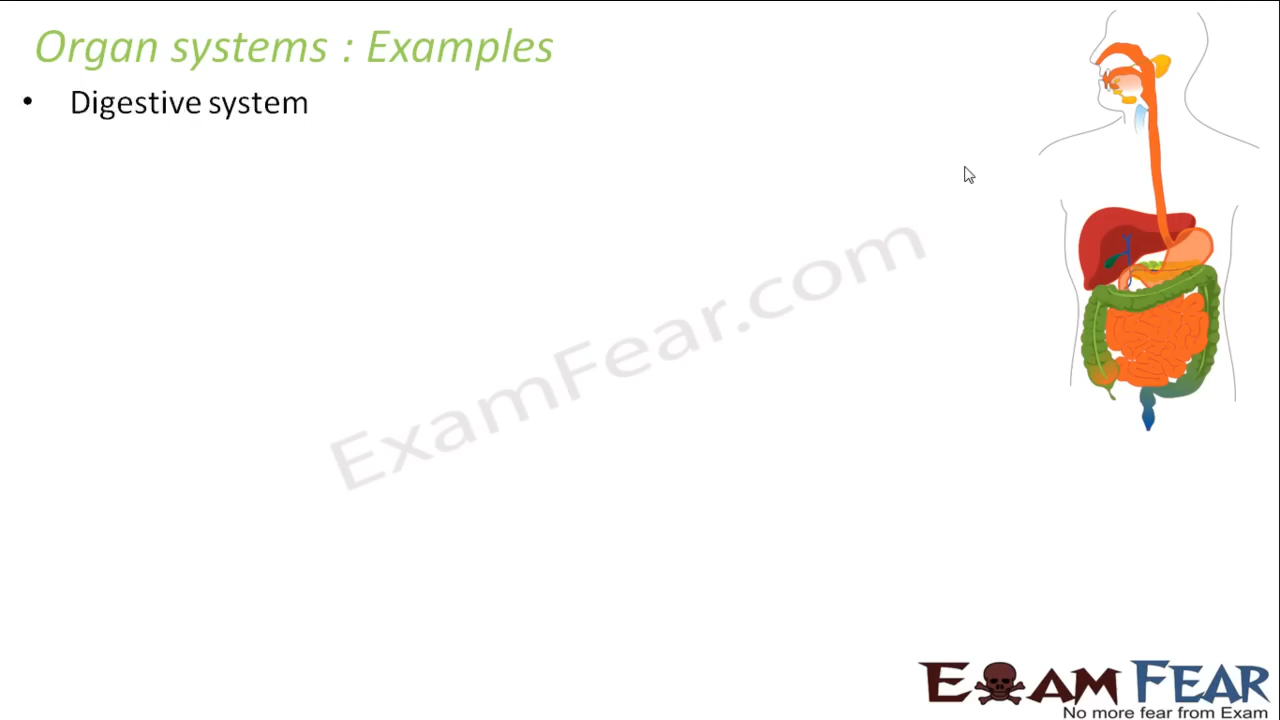 Organ systems : Examples
• Digestive system
ExamFear.com
EXAM FEAR
No more fear from Exam